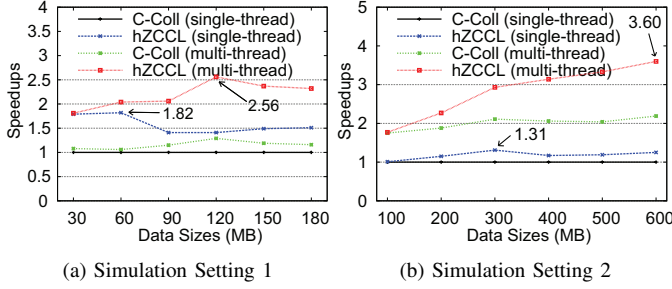 C-Coll (single-thread)
hZCCL (single-thread)
C-Coll (multi-thread)
hZCCL (multi-thread)
4
3.5
3
2.5
2
1.5
1
0.5
0
Speedups
1.82
2.56
30 60 90 120 150 180
Data Sizes (MB)
(a) Simulation Setting 1
C-Coll (single-thread)
hZCCL (single-thread)
C-Coll (multi-thread)
hZCCL (multi-thread)
5
4
3
2
1
0
Speedups
3.60
1.31
100 200 300 400 500 600
Data Sizes (MB)
(b) Simulation Setting 2